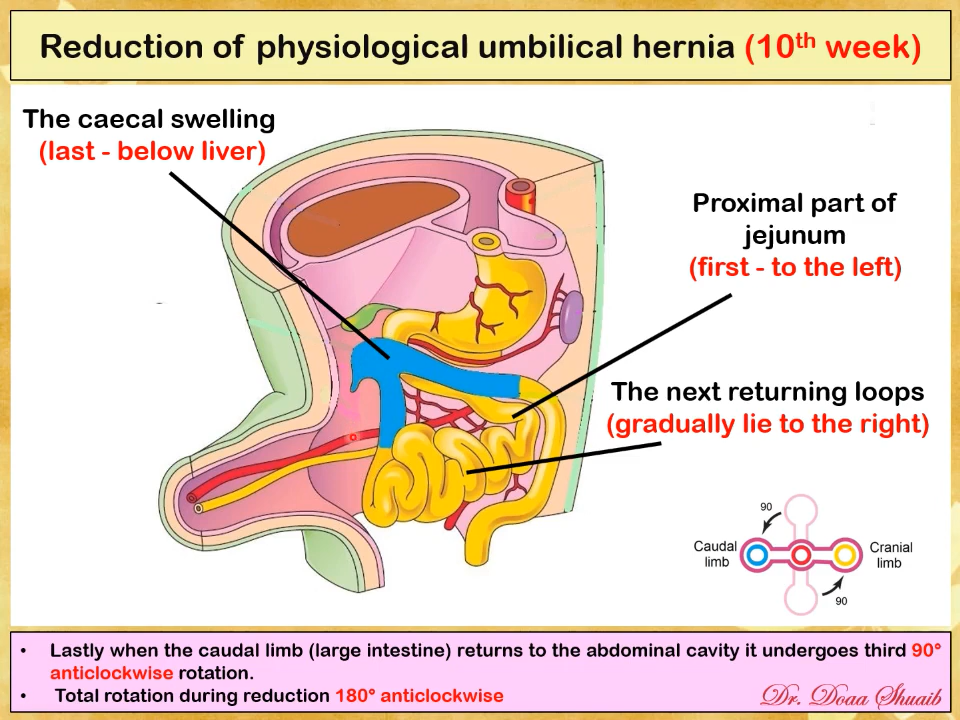 Reduction of physiological umbilical hernia (10th week)
The caecal swelling
(last - below liver)
Proximal part of
jejunum
(first - to the left)
The next returning loops
(gradually lie to the right)
90
Caudal
limb
Cranial
limb
90
• Lastly when the caudal limb (large intestine) returns to the abdominal cavity it undergoes third 90°
anticlockwise rotation.
• Total rotation during reduction 180° anticlockwise
Dr. Doaa Shuaib